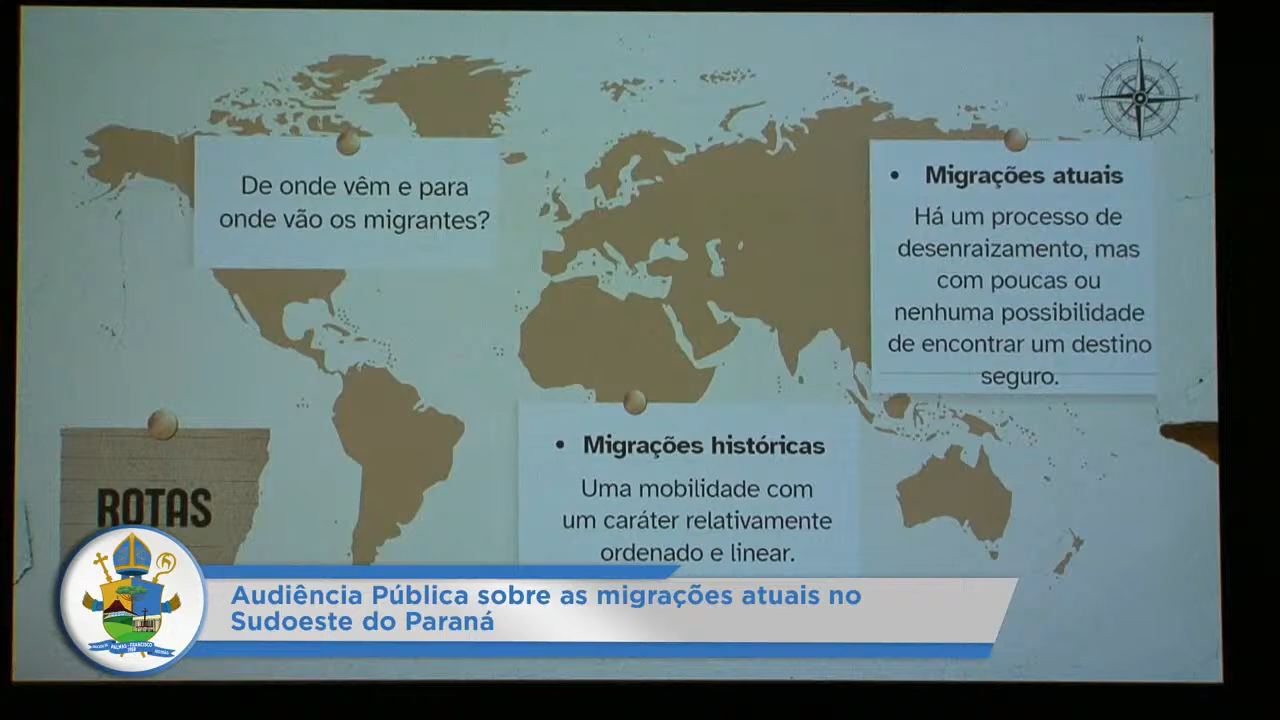 N
W
E
De onde vêm e para
onde vão os migrantes?
• Migrações atuais
Há um processo de
desenraizamento, mas
com poucas ou
nenhuma possibilidade
de encontrar um destino
seguro.
• Migrações históricas
Uma mobilidade com
um caráter relativamente
ordenado e linear.
ROTAS
Audiência Pública sobre as migrações atuais no
Sudoeste do Paraná